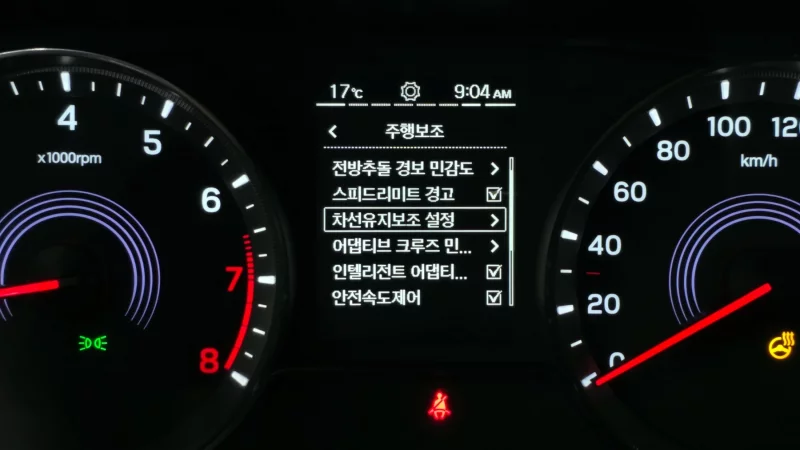 17℃ 9:04 AM
주행보조
전방추돌 경보 민감도
스피드리미트 경고
차선유지보조 설정
어댑티브 크루즈 민...
인텔리전트 어댑티...
안전속도제어
4
5
6
7
8
x1000rpm
0
20
40
60
80
100
120
km/h